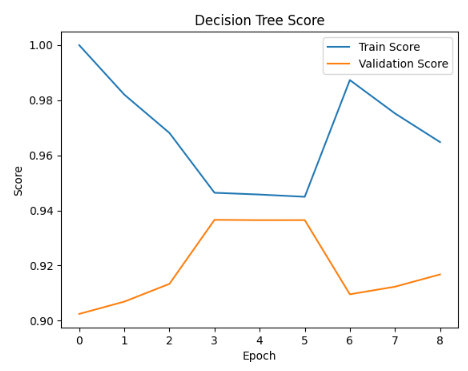 Decision Tree Score
Train Score
Validation Score
1.00
0.98
0.96
0.94
0.92
0.90
Score
0 1 2 3 4 5 6 7 8
Epoch